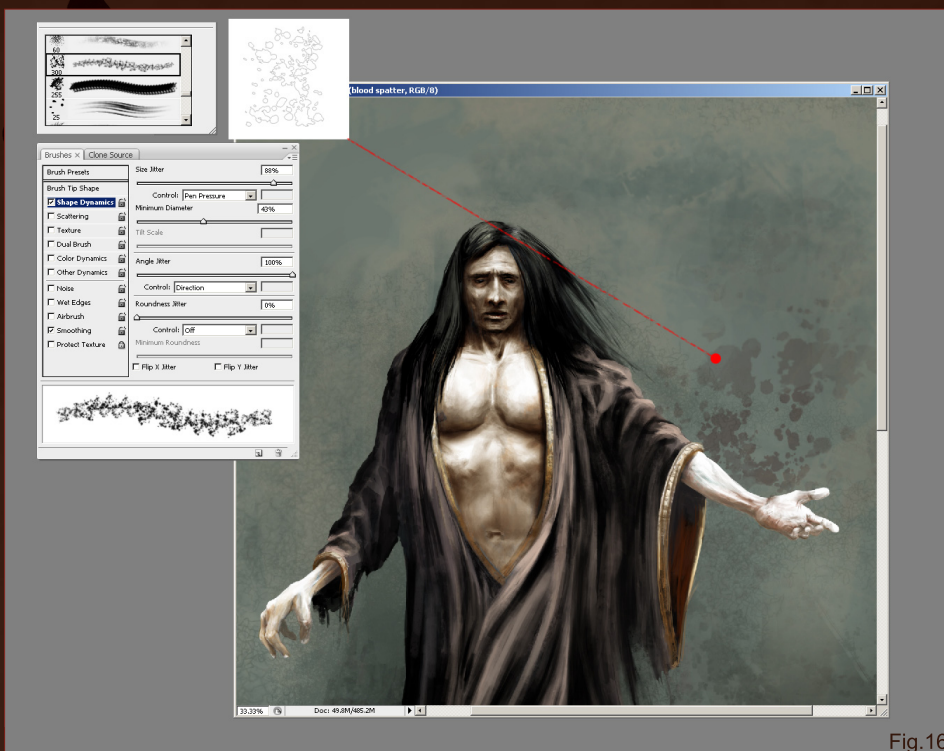 60
300
255
25
(blood spatter, RGB/8)
Brushes × Clone Source
Brush Presets
Brush Tip Shape
Shape Dynamics
Scattering
Texture
Dual Brush
Color Dynamics
Other Dynamics
Noise
Wet Edges
Airbrush
Smoothing
Protect Texture
Size Jitter 88%
Control: Pen Pressure
Minimum Diameter 43%
Tilt Scale
Angle Jitter 100%
Control: Direction
Roundness Jitter 0%
Control: Off
Minimum Roundness
Flip X Jitter Flip Y Jitter
33.33% Doc: 49.8M/485.2M
Fig.16